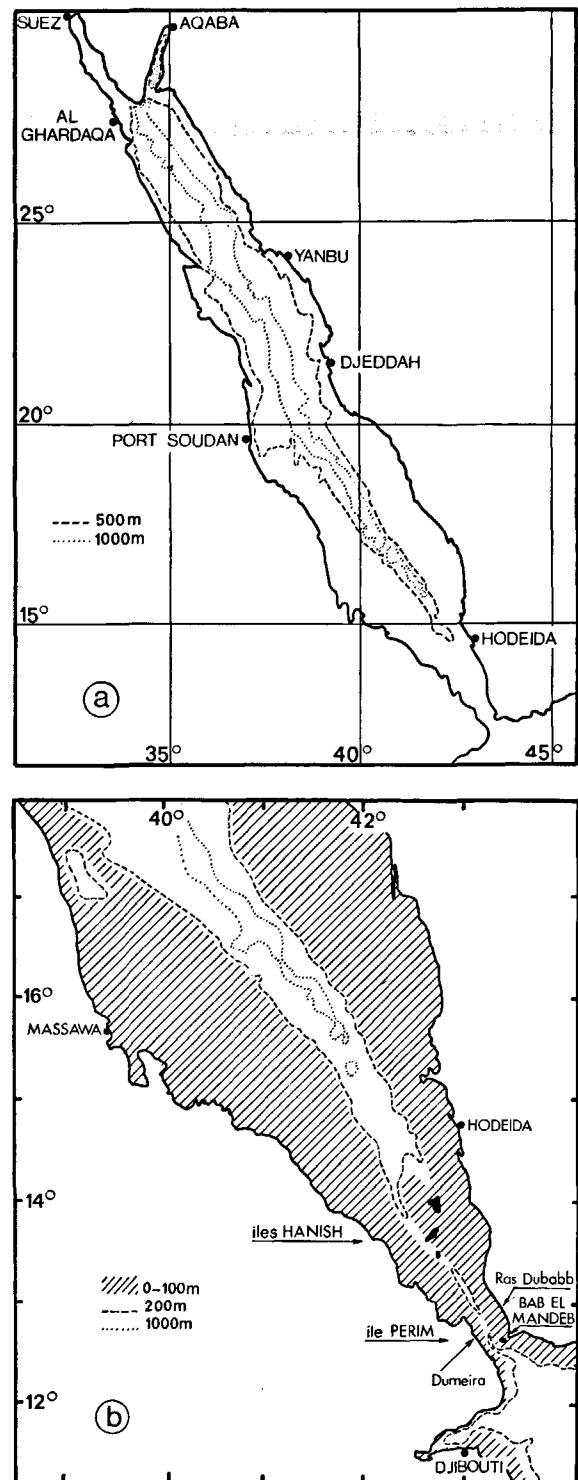 SUEZ
AQABA
AL
GHARDAQA
25°
YANBU
DJEDDAH
20°
PORT SOUDAN
500m
1000m
15°
HODEIDA
a
35°
40°
45°
40°
42°
16°
MASSAWA
HODEIDA
14°
iles HANISH
Ras Dubabb
0-100m
BAB EL
MANDEB
200m
1000m
ile PERIM
Dumeira
12°
b
DJIBOUTI